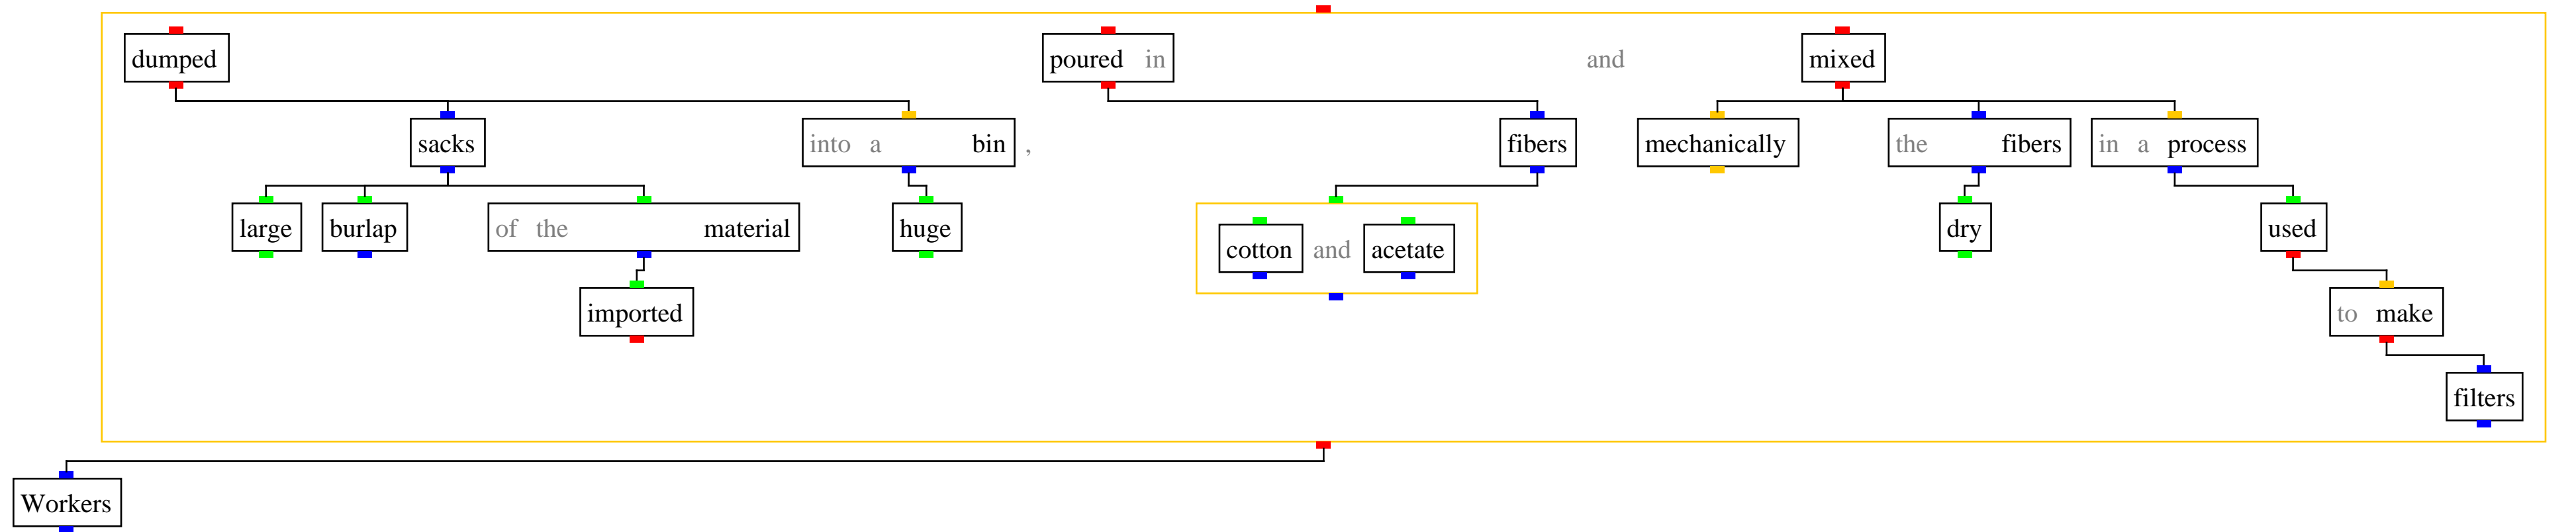 dumped poured in and mixed
sacks into a bin , fibers mechanically the fibers in a process
large burlap of the material huge cotton and acetate dry used
imported to make
filters
Workers